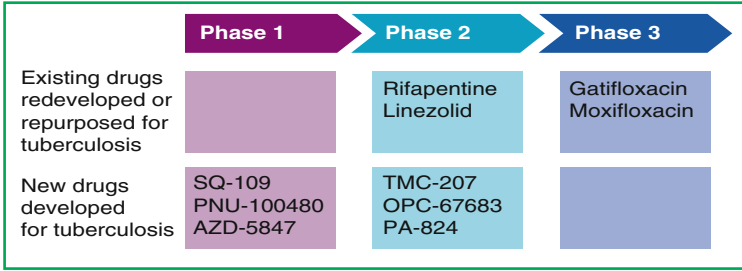 Phase 1
Phase 2
Phase 3
Existing drugs
redeveloped or
repurposed for
tuberculosis
Rifapentine
Linezolid
Gatifloxacin
Moxifloxacin
New drugs
developed
for tuberculosis
SQ-109
PNU-100480
AZD-5847
TMC-207
OPC-67683
PA-824